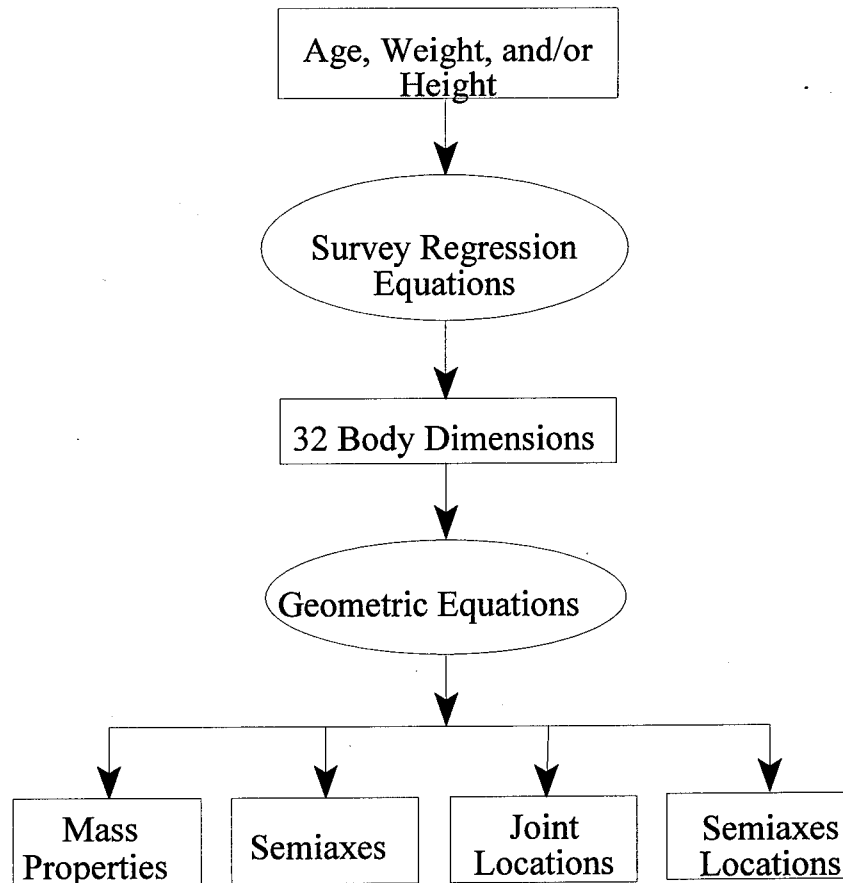 Age, Weight, and/or
Height
Survey Regression
Equations
32 Body Dimensions
Geometric Equations
Mass
Properties
Semiaxes
Joint
Locations
Semiaxes
Locations